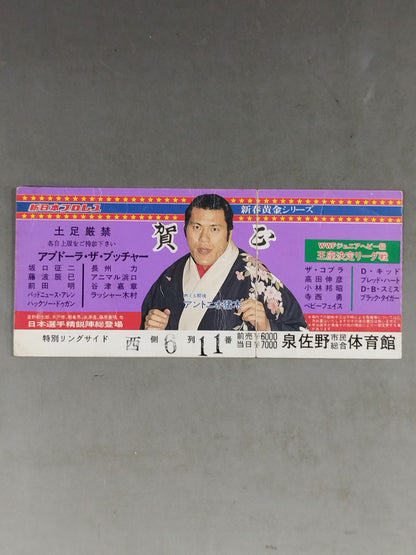 新日本プロレス
新春黄金シリーズ
土足厳禁
各自上履をご持参下さい
アブドーラ・ザ・ブッチャー
坂口征二
藤波辰巳
前田明
バッドニュース・アレン
ハクソー・ドガン
長州力
アニマル浜口
谷津嘉章
ラッシャー木村
日本選手精鋭陣総登場
賀正
アントニオ猪木
WWFジュニアヘビー級
王座決定リーグ戦
ザ・コブラ
高田伸彦
小林邦昭
寺西勇
ベビーフェイス
D・キッド
ブレッド・ハート
D・B・スミス
ブラック・タイガー
特別リングサイド 西側 6列 11番 前売¥6000 当日¥7000 泉佐野市民総合体育館